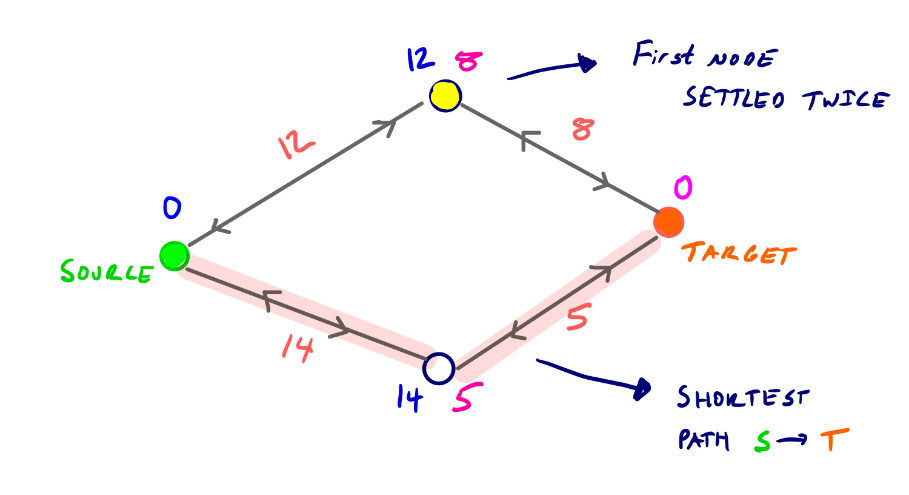 12 8
First NODE
SETTLED TWICE
12
8
0
0
SOURCE
TARGET
14
5
14 5
SHORTEST
PATH S → T